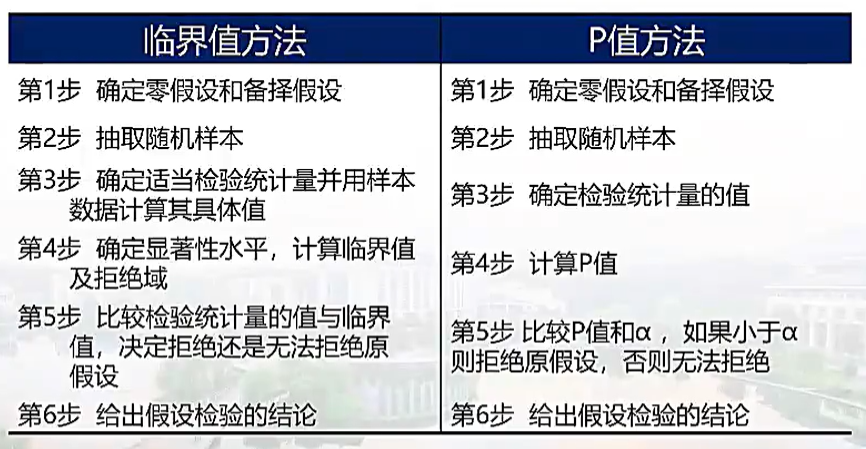 临界值方法
P值方法
第1步 确定零假设和备择假设
第2步 抽取随机样本
第3步 确定适当检验统计量并用样本
数据计算其具体值
第4步 确定显著性水平，计算临界值
及拒绝域
第5步 比较检验统计量的值与临界
值，决定拒绝还是无法拒绝原
假设
第6步 给出假设检验的结论
第1步 确定零假设和备择假设
第2步 抽取随机样本
第3步 确定检验统计量的值
第4步 计算P值
第5步 比较P值和α ，如果小于α
则拒绝原假设，否则无法拒绝
第6步 给出假设检验的结论